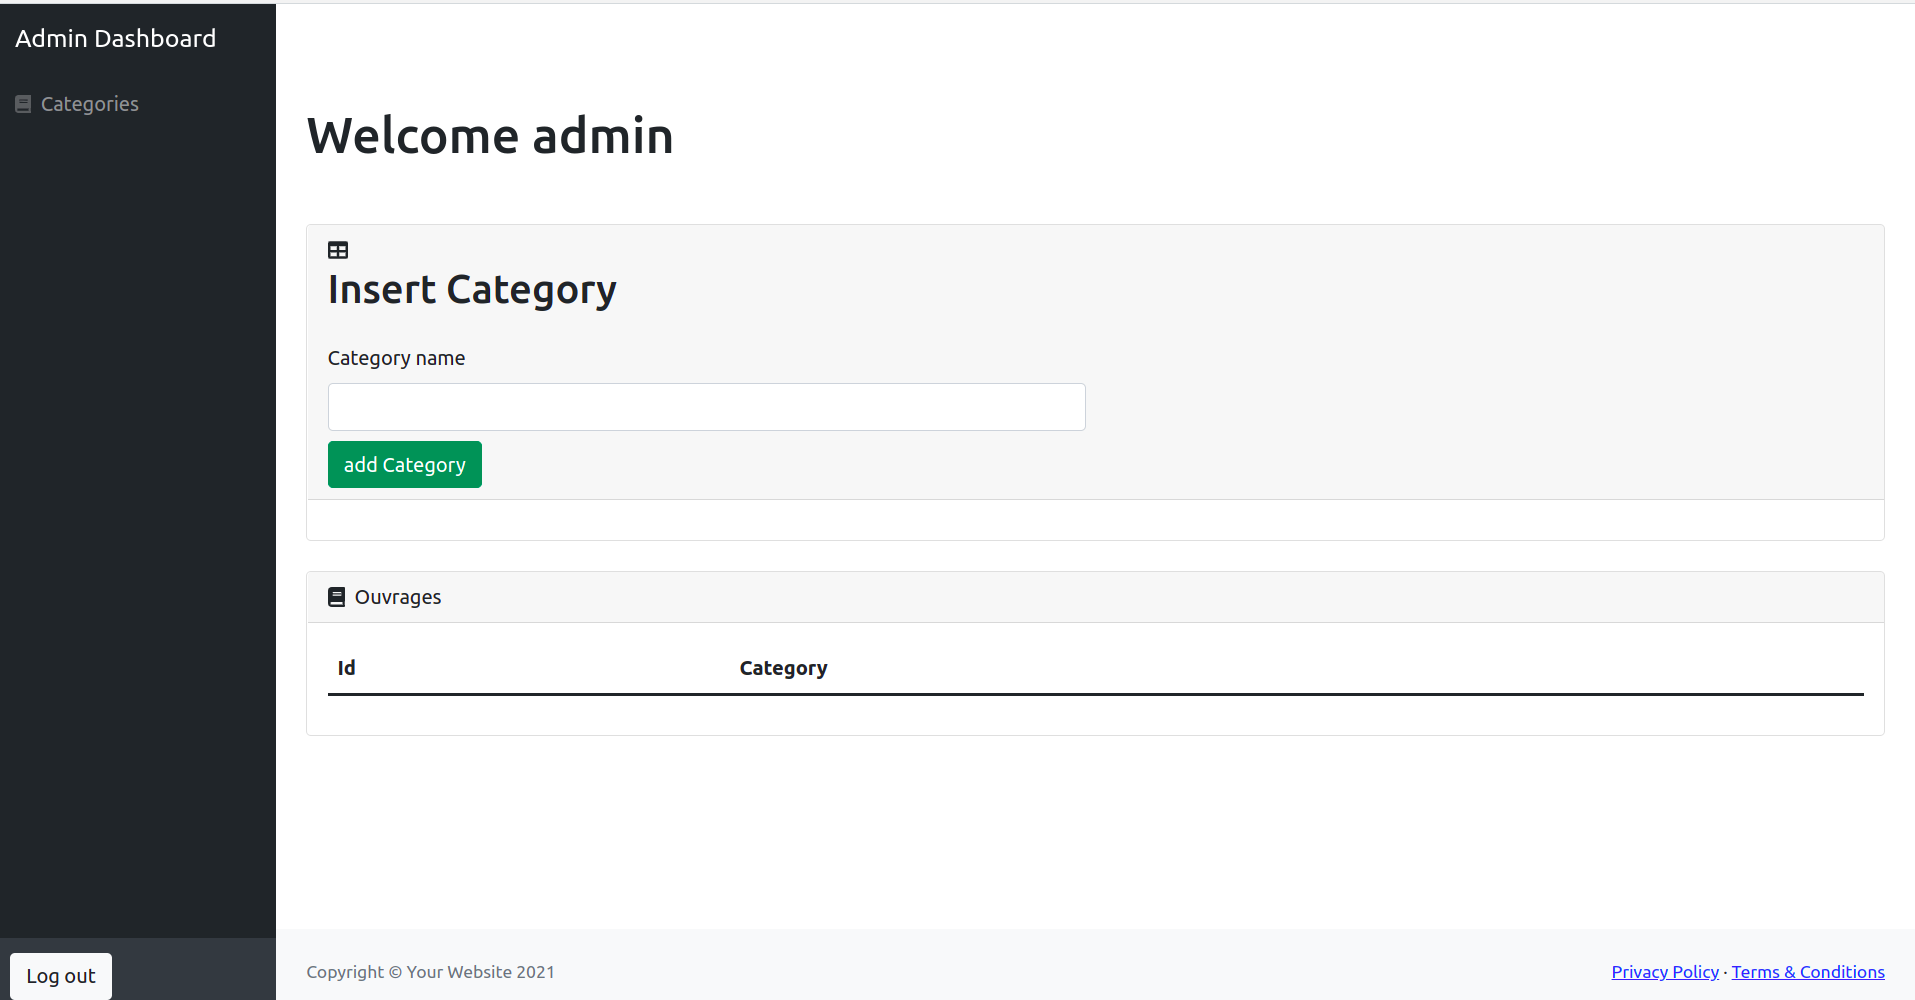 Admin Dashboard
Categories
Welcome admin
Insert Category
Category name
add Category
Ouvrages
Id Category
Log out
Copyright © Your Website 2021
Privacy Policy · Terms & Conditions